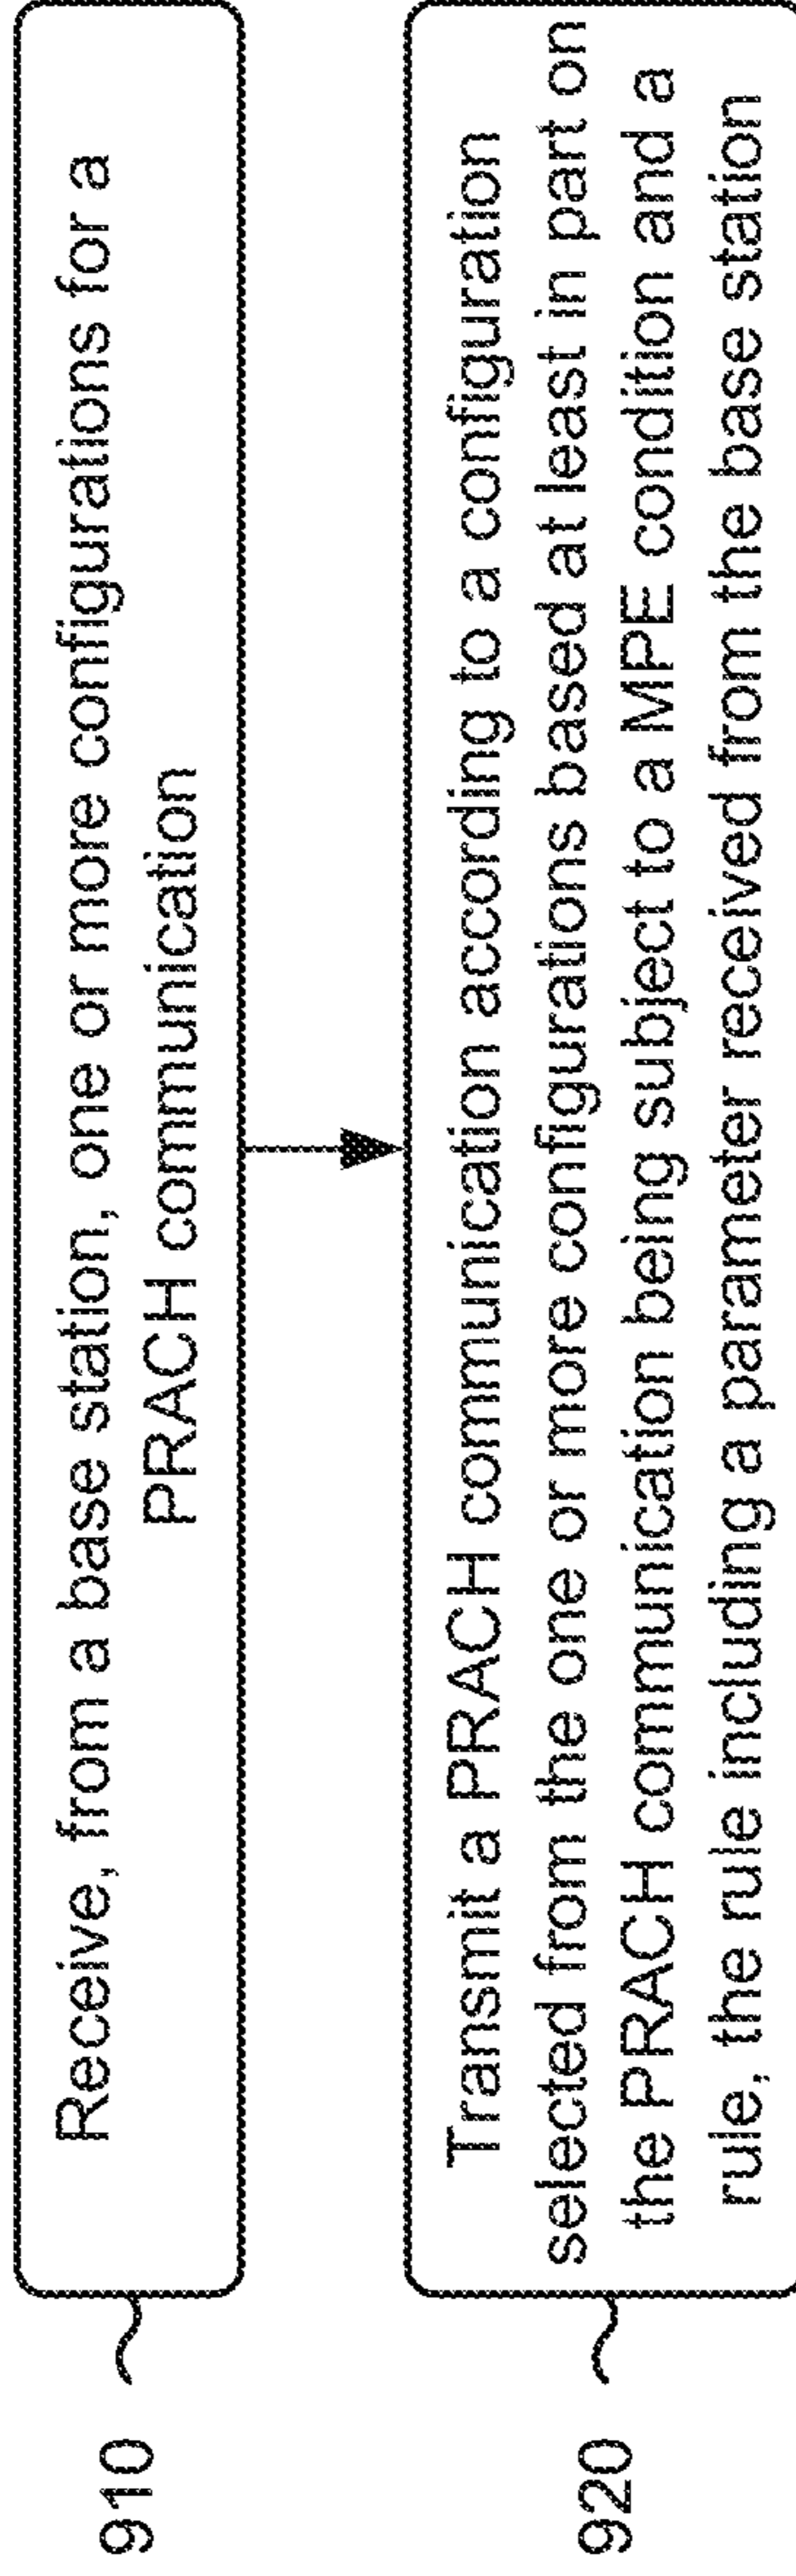 910
Receive, from a base station, one or more configurations for a
PRACH communication
920
Transmit a PRACH communication according to a configuration
selected from the one or more configurations based at least in part on
the PRACH communication being subject to a MPE condition and a
rule, the rule including a parameter received from the base station